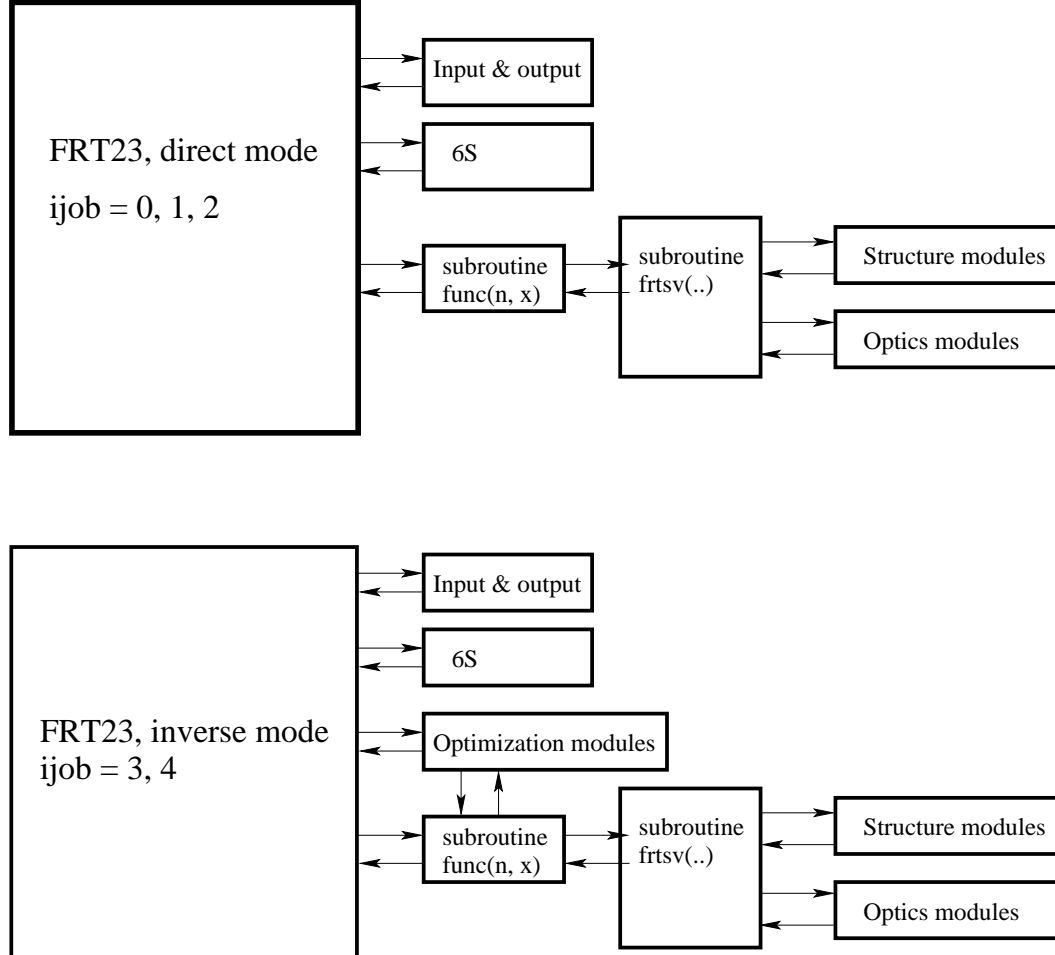 FRT23, direct mode
ijob = 0, 1, 2
Input & output
6S
subroutine
func(n, x)
subroutine
frtsv(..)
Structure modules
Optics modules
FRT23, inverse mode
ijob = 3, 4
Input & output
6S
Optimization modules
subroutine
func(n, x)
subroutine
frtsv(..)
Structure modules
Optics modules